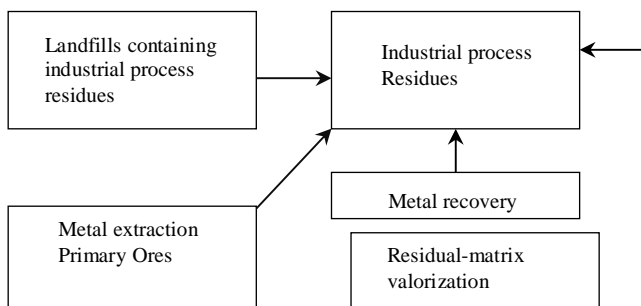 Landfills containing
industrial process
residues
Industrial process
Residues
Metal recovery
Metal extraction
Primary Ores
Residual-matrix
valorization